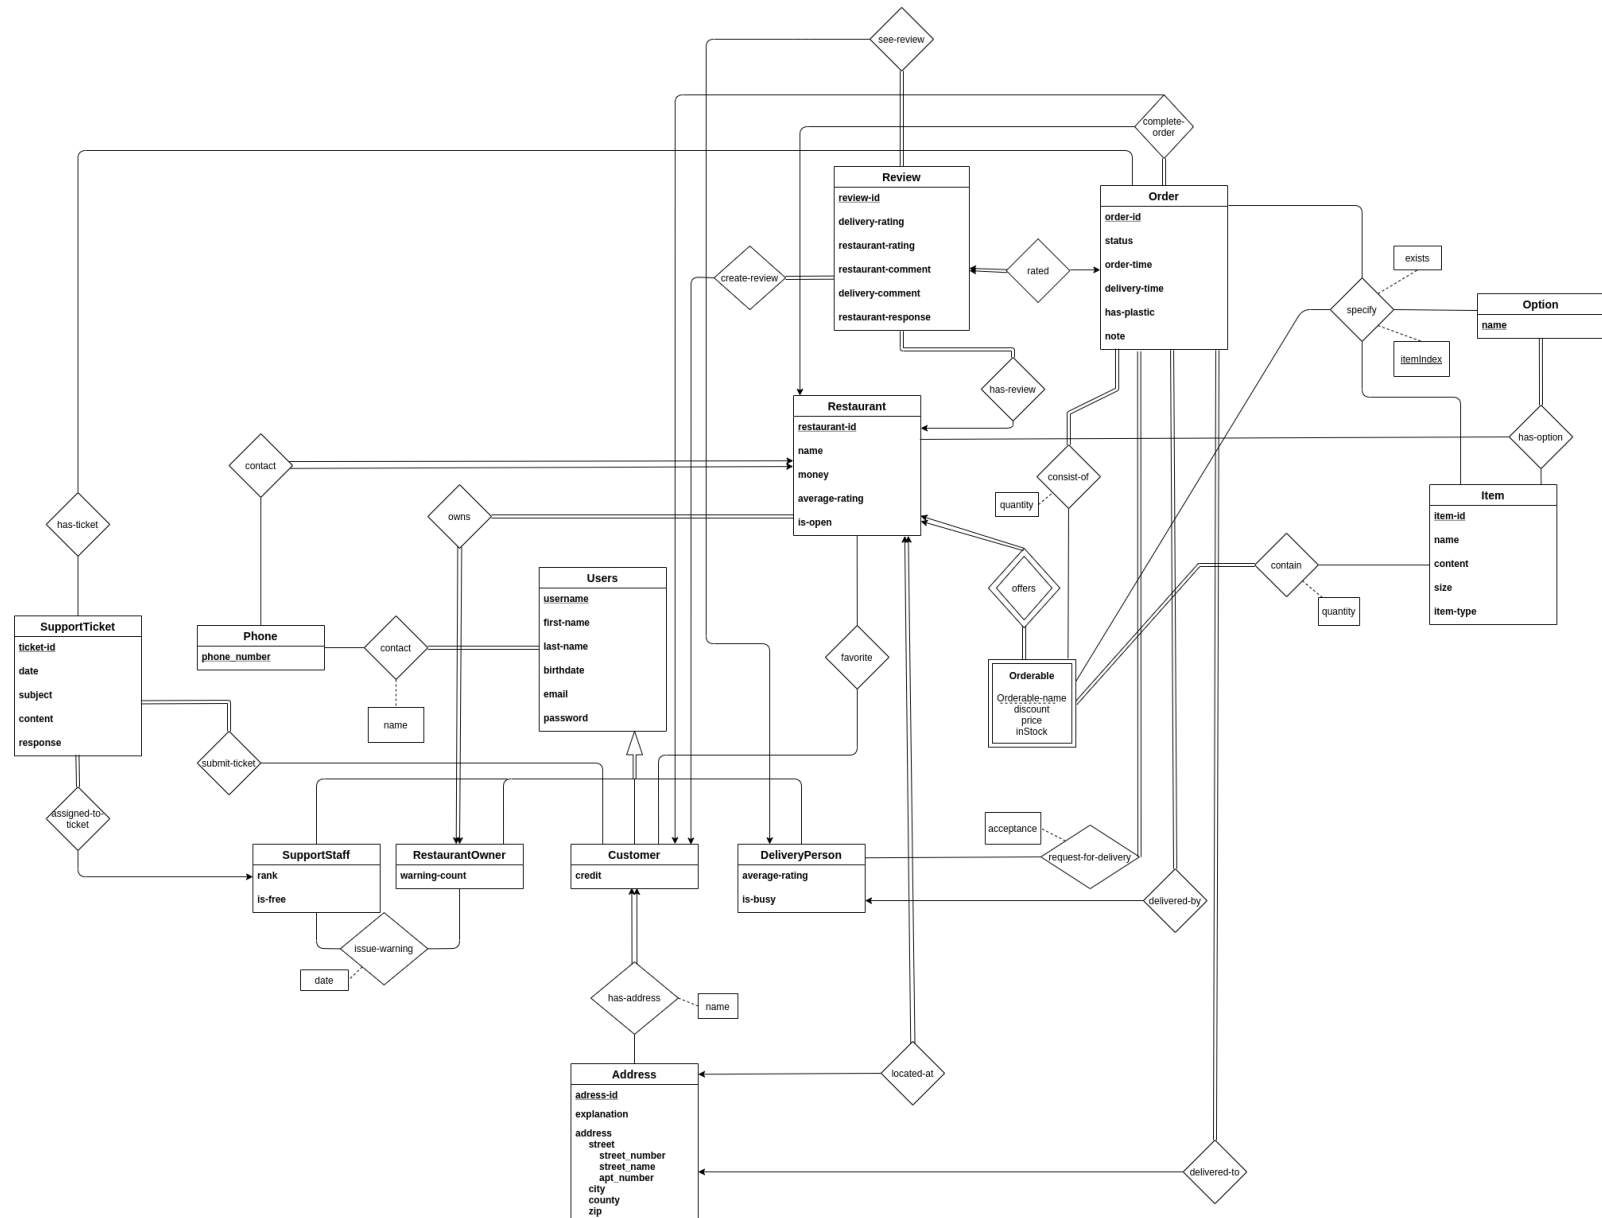 see-review
complete-
order
Review
review-id
delivery-rating
restaurant-rating
restaurant-comment
delivery-comment
restaurant-response
Order
order-id
status
order-time
delivery-time
has-plastic
note
create-review
rated
exists
specify
itemIndex
Option
name
has-review
Restaurant
restaurant-id
name
money
average-rating
is-open
contact
has-option
consist-of
quantity
owns
has-ticket
Item
item-id
name
content
size
item-type
contain
quantity
offers
Users
username
first-name
last-name
birthdate
email
password
SupportTicket
ticket-id
date
subject
content
response
Phone
phone_number
contact
name
favorite
Orderable
Orderable-name
discount
price
inStock
submit-ticket
assigned-to-
ticket
acceptance
request-for-delivery
SupportStaff
rank
is-free
RestaurantOwner
warning-count
Customer
credit
DeliveryPerson
average-rating
is-busy
delivered-by
issue-warning
date
has-address
name
located-at
Address
adress-id
explanation
address
street
street_number
street_name
apt_number
city
county
zip
delivered-to